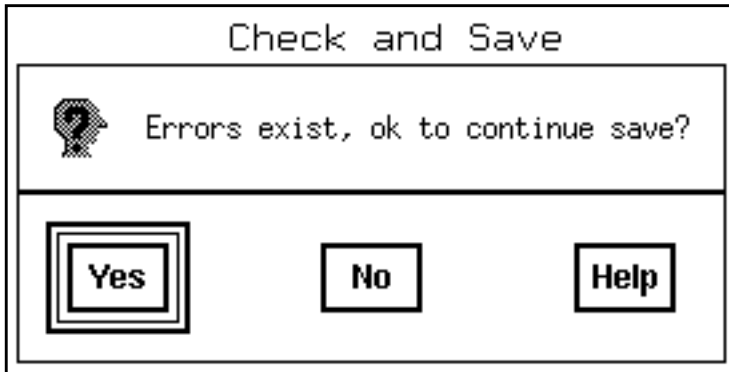 Check and Save
Errors exist, ok to continue save?
Yes No Help